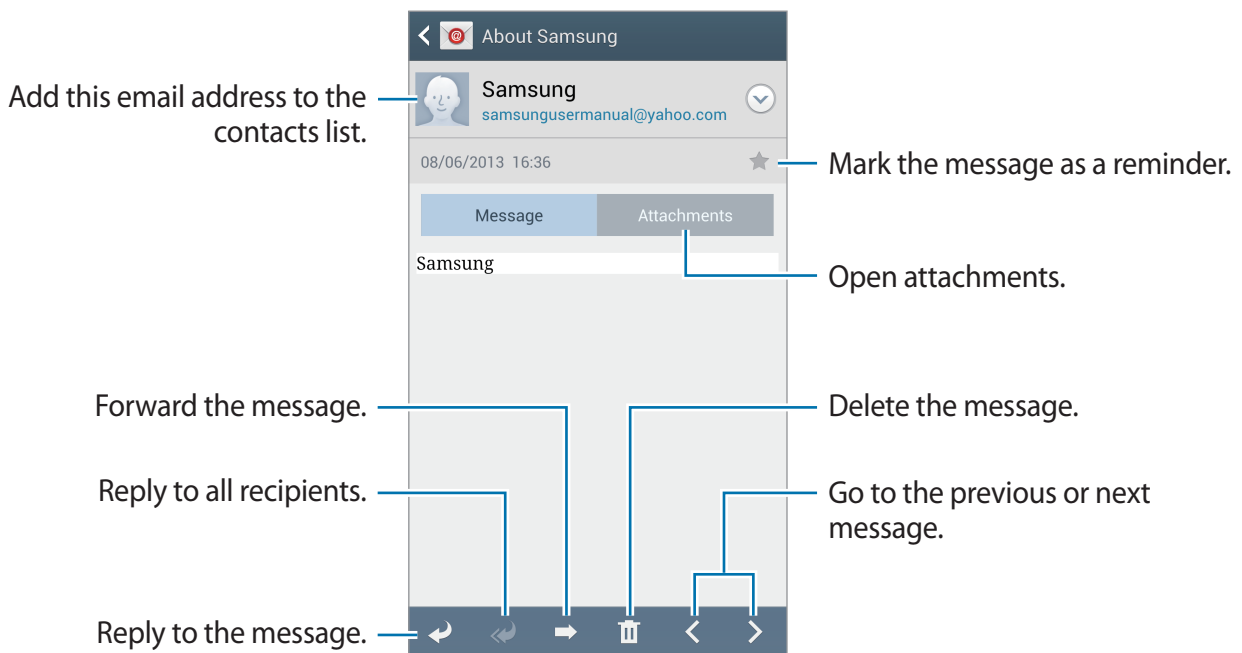 About Samsung
Add this email address to the
contacts list.
Samsung
samsungusermanual@yahoo.com
08/06/2013 16:36
Mark the message as a reminder.
Message
Attachments
Samsung
Open attachments.
Forward the message.
Delete the message.
Reply to all recipients.
Go to the previous or next
message.
Reply to the message.